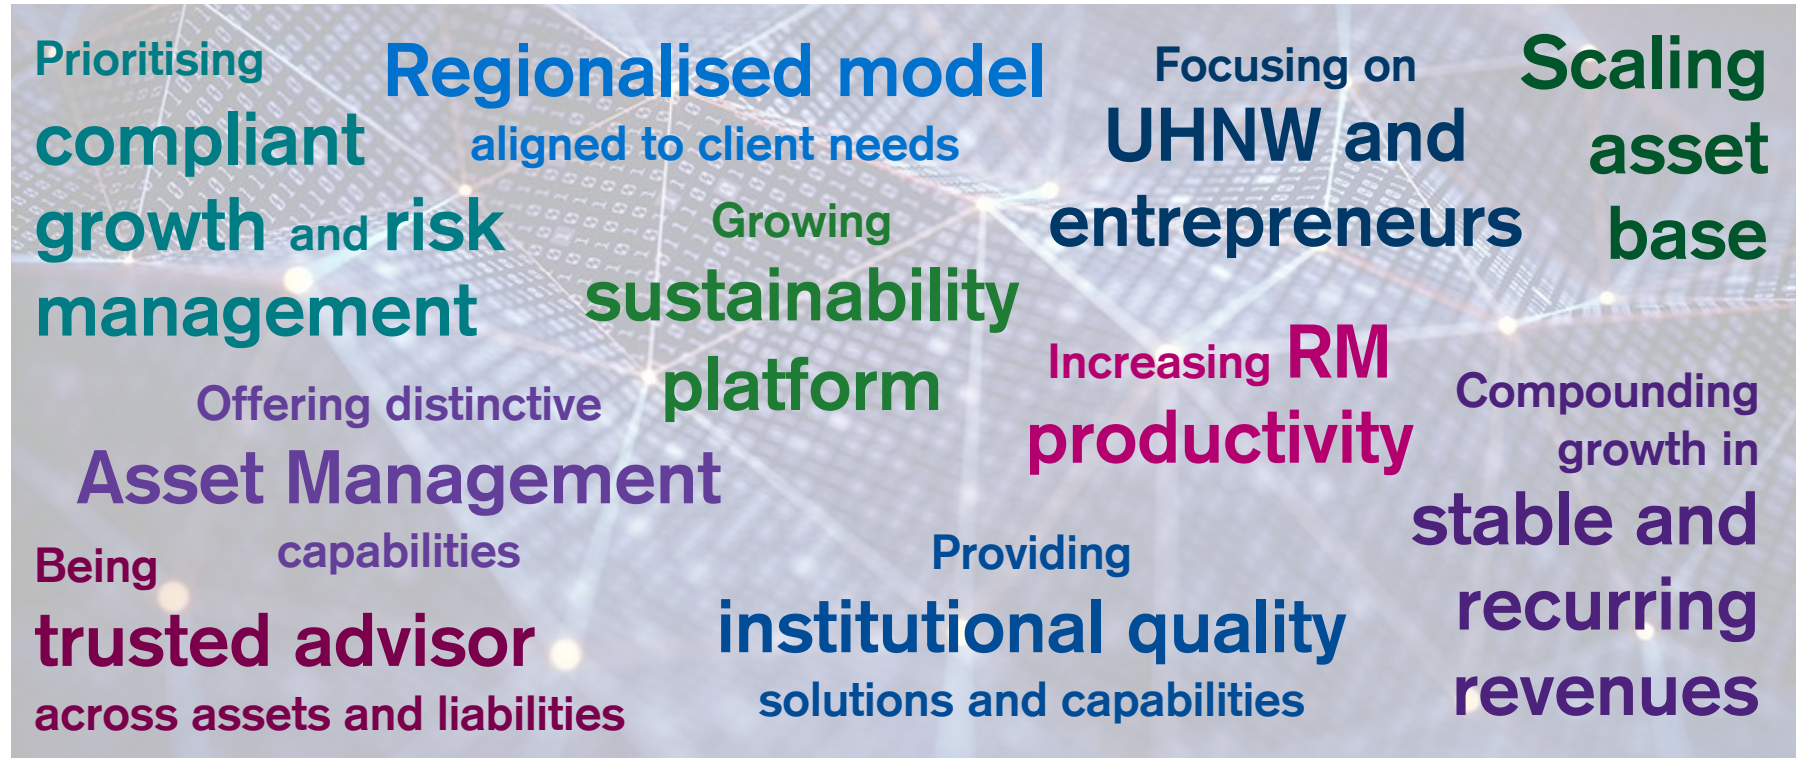 Prioritising
compliant
growth and risk
management
Regionalised model
aligned to client needs
Focusing on
UHNW and
entrepreneurs
Scaling
asset
base
Growing
sustainability
platform
Increasing RM
productivity
Offering distinctive
Asset Management
capabilities
Compounding
growth in
stable and
recurring
revenues
Being
trusted advisor
across assets and liabilities
Providing
institutional quality
solutions and capabilities